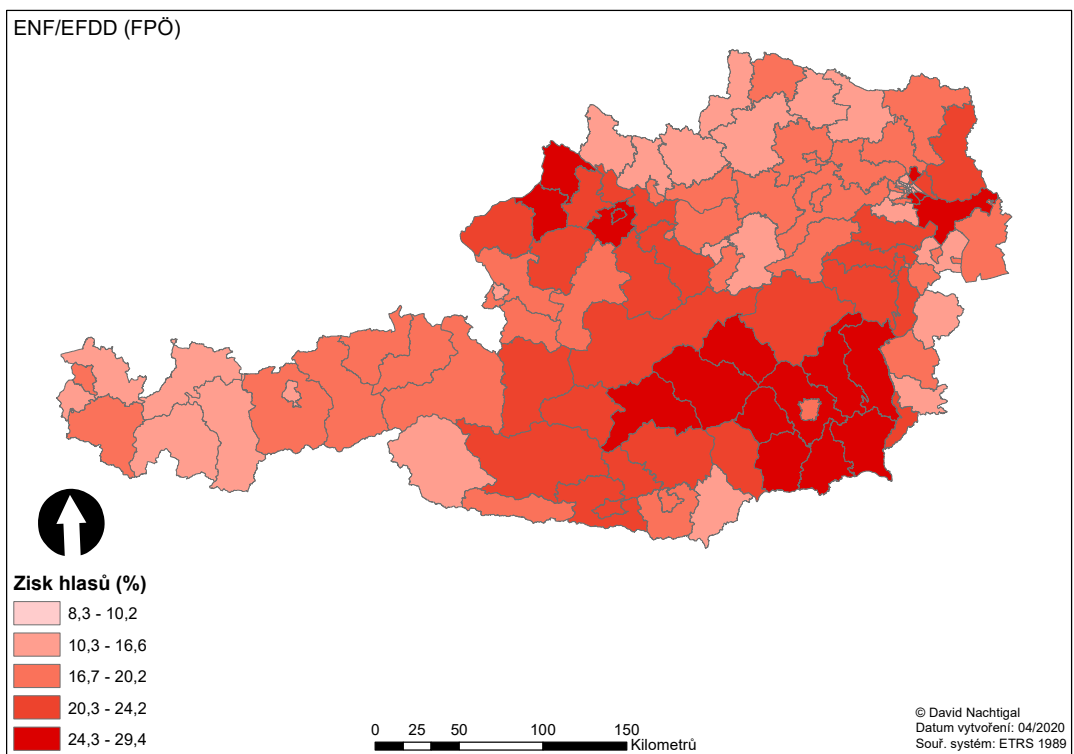 ENF/EFDD (FPÖ)
Zisk hlasů (%)
8,3 - 10,2
10,3 - 16,6
16,7 - 20,2
20,3 - 24,2
24,3 - 29,4
0 25 50 100 150
Kilometrů
© David Nachtigal
Datum vytvoření: 04/2020
Souř. systém: ETRS 1989